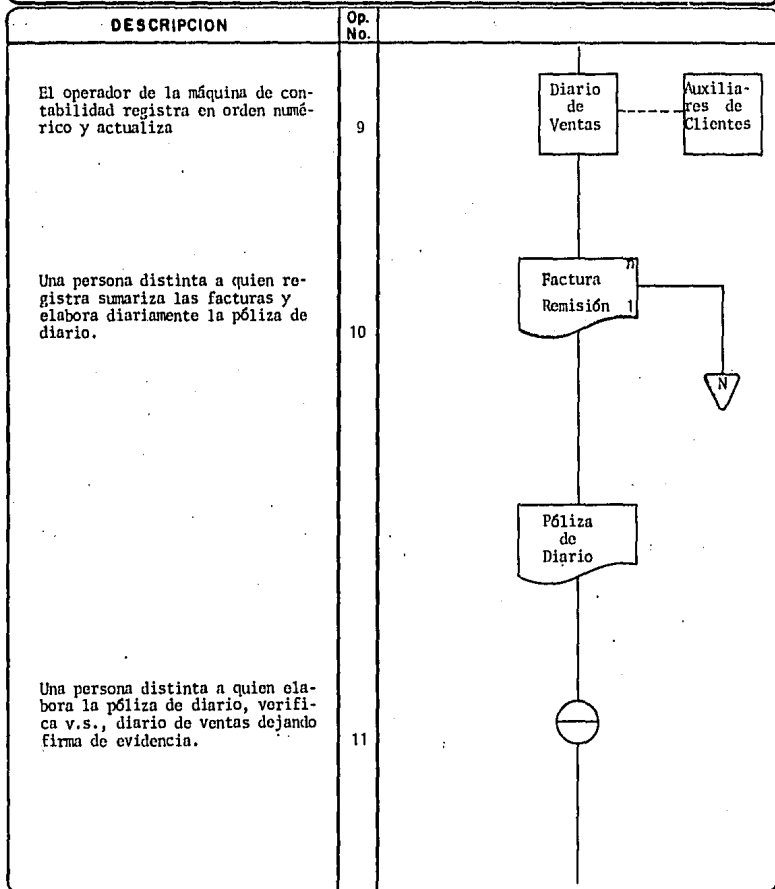 DESCRIPCION
Op. No.
El operador de la máquina de con-
tabilidad registra en orden numé-
rico y actualiza
9
Diario
de
Ventas
Auxilia-
res de
Clientes
Una persona distinta a quien re-
gistra sumariza las facturas y
elabora diariamente la póliza de
diario.
10
n
Factura
Remisión 1
N
Póliza
de
Diario
Una persona distinta a quien ela-
bora la póliza de diario, verifi-
ca v.s., diario de ventas dejando
firma de evidencia.
11